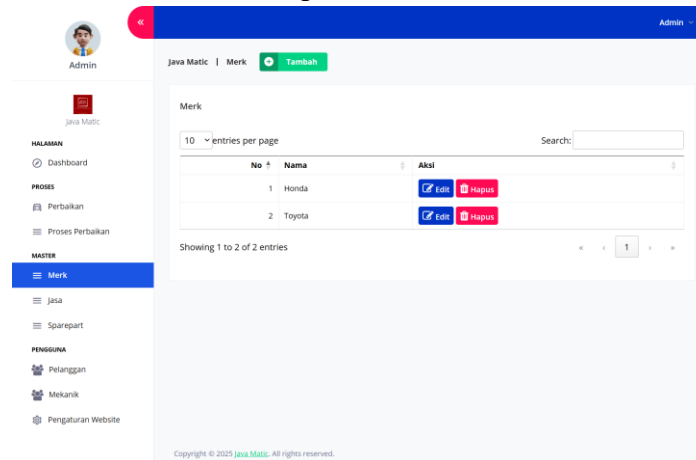 Admin
Java Matic
HALAMAN
Dashboard
PROSES
Perbaikan
Proses Perbaikan
MASTER
Merk
Jasa
Sparepart
PENGGUNA
Pelanggan
Mekanik
Pengaturan Website
«
Admin
Java Matic | Merk Tambah
Merk
10 entries per page Search:
No Nama Aksi
1 Honda Edit Hapus
2 Toyota Edit Hapus
Showing 1 to 2 of 2 entries « ‹ 1 › »
Copyright © 2025 Java Matic. All rights reserved.